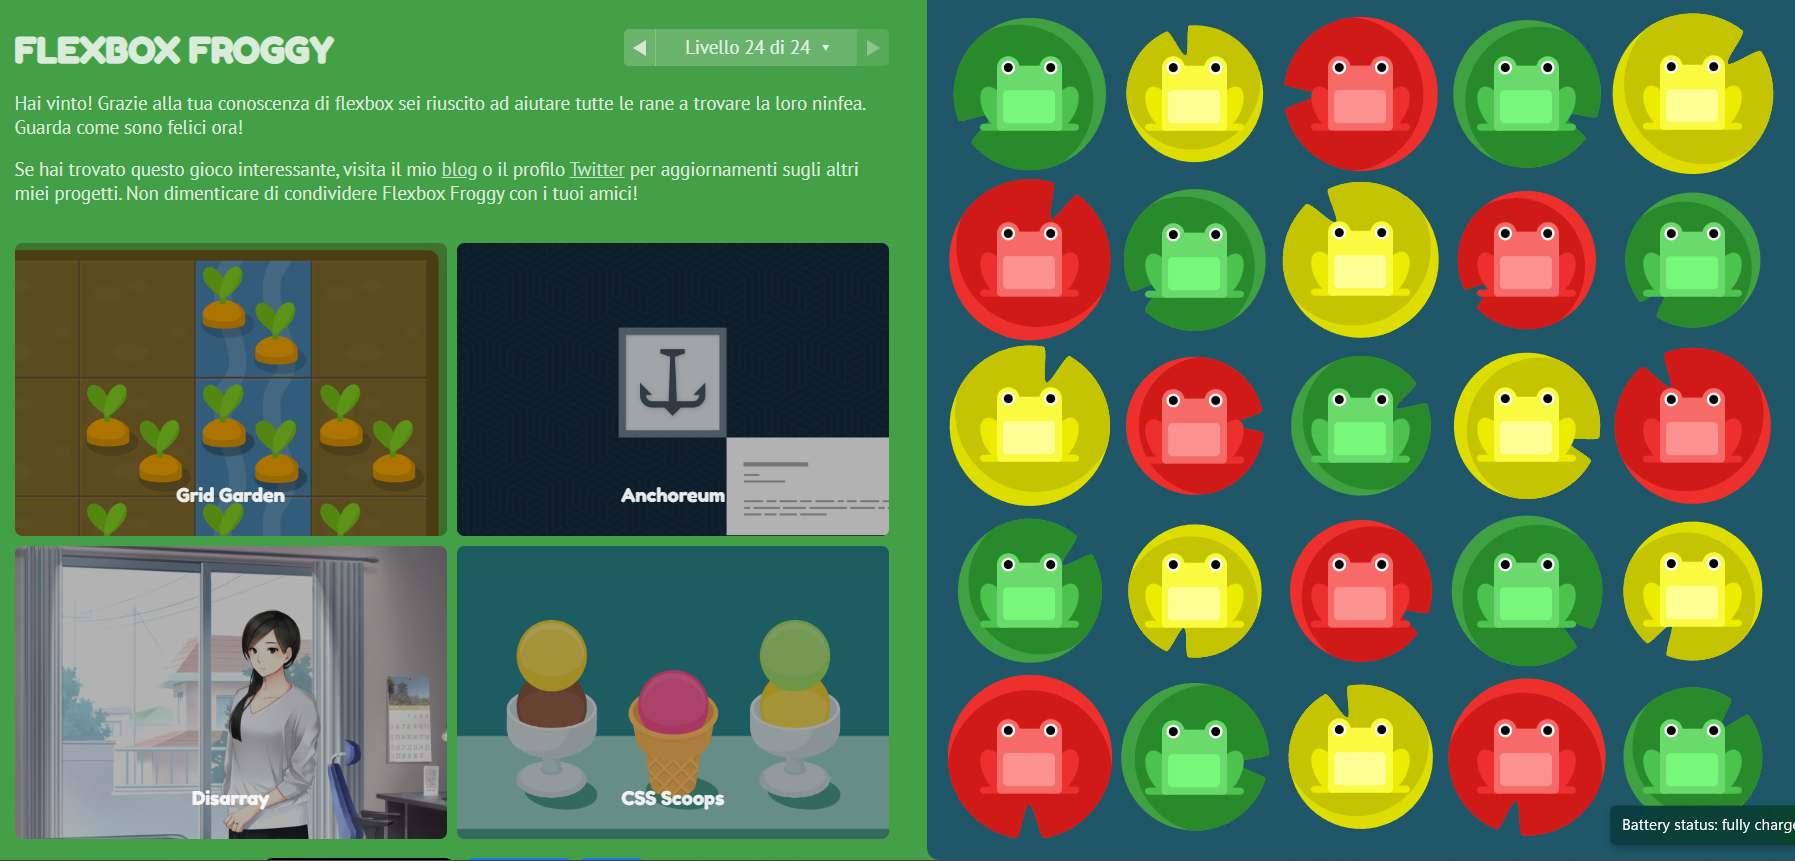 FLEXBOX FROGGY
Livello 24 di 24
Hai vinto! Grazie alla tua conoscenza di flexbox sei riuscito ad aiutare tutte le rane a trovare la loro ninfea.
Guarda come sono felici ora!
Se hai trovato questo gioco interessante, visita il mio blog o il profilo Twitter per aggiornamenti sugli altri
miei progetti. Non dimenticare di condividere Flexbox Froggy con i tuoi amici!
Grid Garden
Anchoreum
Disarray
CSS Scoops
Battery status: fully